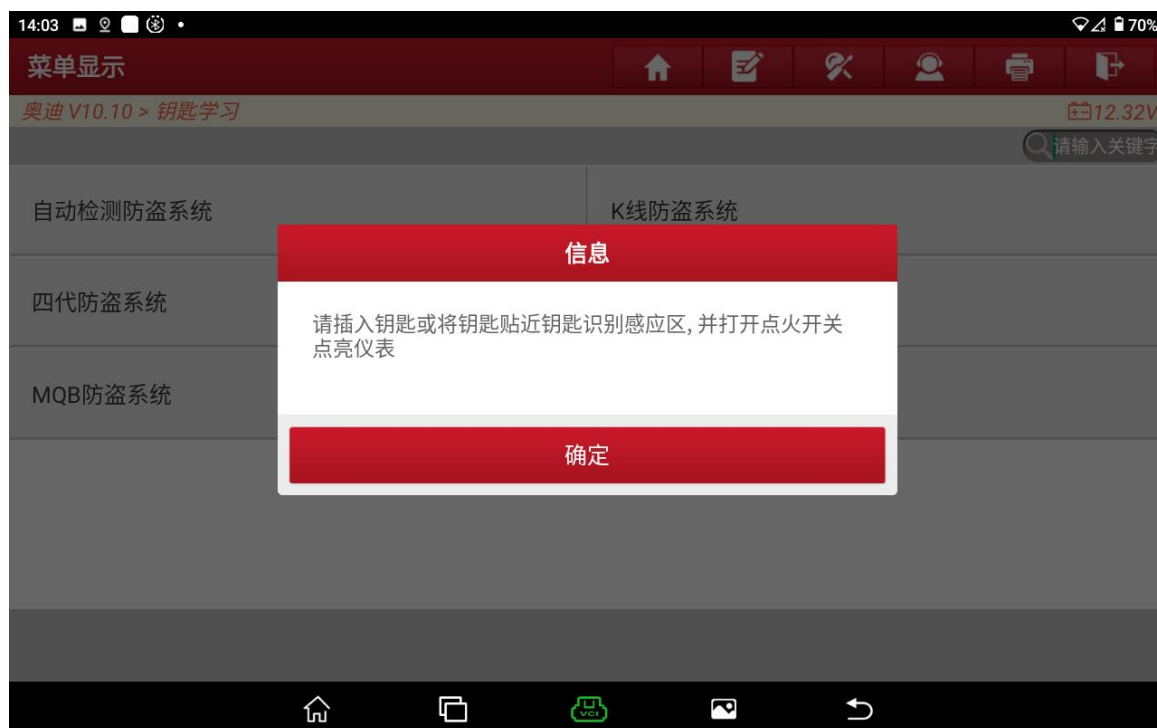 14:03
70%
菜单显示
奥迪 V10.10 > 钥匙学习
12.32V
请输入关键字
自动检测防盗系统
K线防盗系统
信息
四代防盗系统
请插入钥匙或将钥匙贴近钥匙识别感应区, 并打开点火开关
点亮仪表
MQB防盗系统
确定
VCI